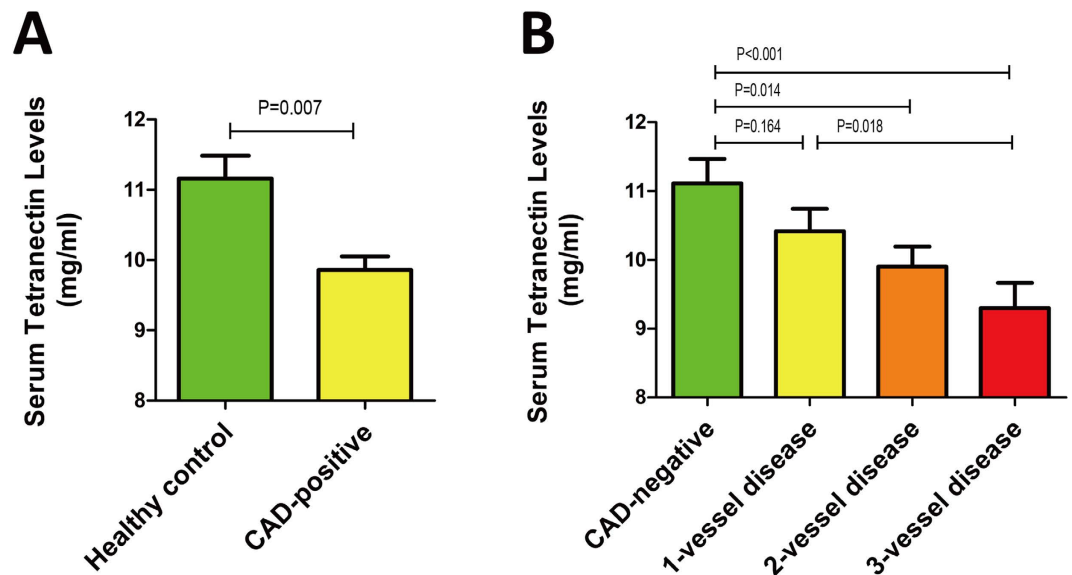 A
P=0.007
Serum Tetranectin Levels
(mg/ml)
12
11
10
9
8
Healthy control
CAD-positive
B
P<0.001
P=0.014
P=0.164
P=0.018
Serum Tetranectin Levels
(mg/ml)
12
11
10
9
8
CAD-negative
1-vessel disease
2-vessel disease
3-vessel disease